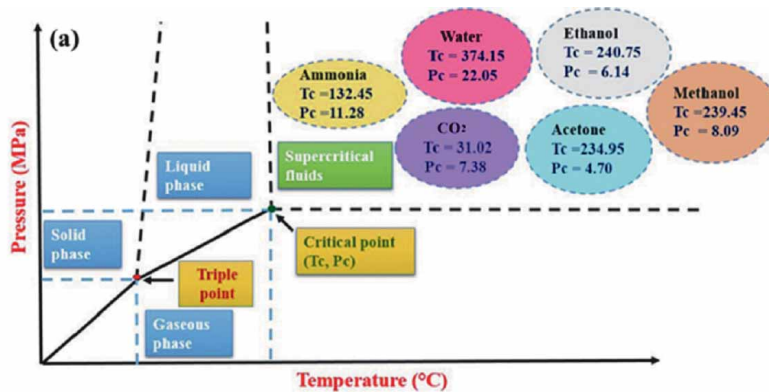 (a)
Pressure (MPa)
Temperature (°C)
Solid
phase
Liquid
phase
Gaseous
phase
Supercritical
fluids
Triple
point
Critical point
(Tc, Pc)
Ammonia
Tc =132.45
Pc =11.28
Water
Tc = 374.15
Pc = 22.05
CO₂
Tc = 31.02
Pc = 7.38
Ethanol
Tc = 240.75
Pc = 6.14
Acetone
Tc = 234.95
Pc = 4.70
Methanol
Tc =239.45
Pc = 8.09